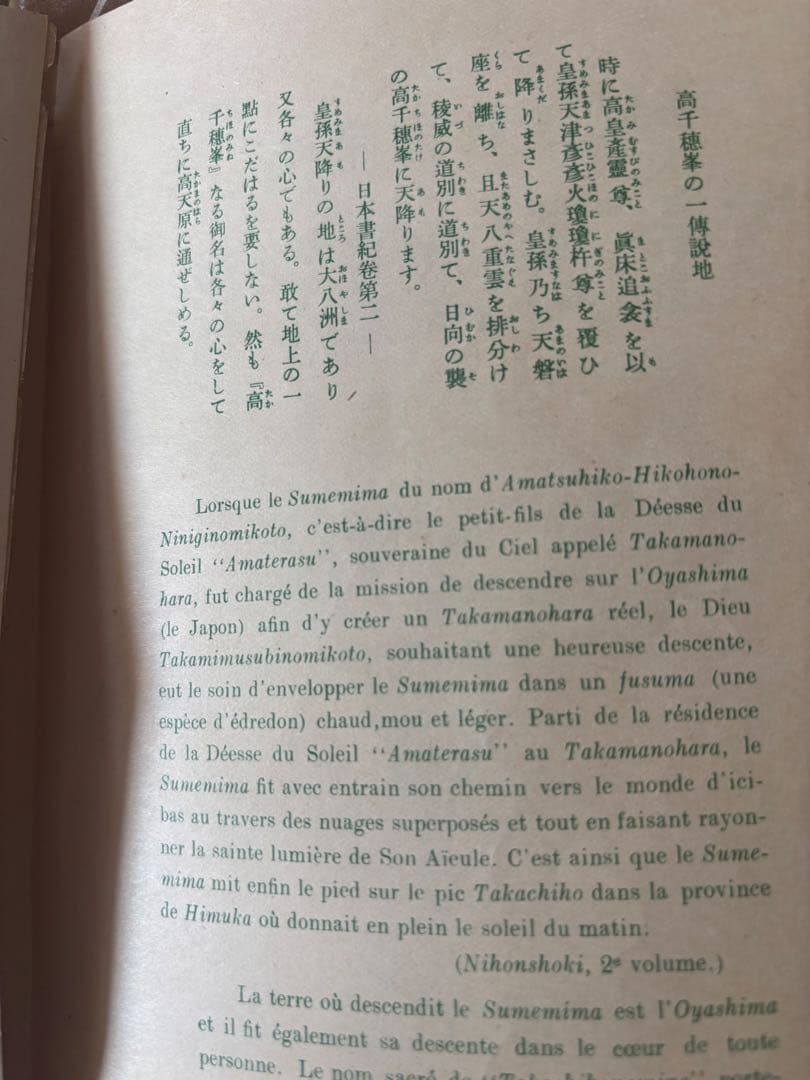 高千穗峯の一傳說地
時に高皇產靈尊、眞床追衾を以
て皇孫天津彥彥火瓊瓊杵尊を覆ひ
て降りまさしむ。皇孫乃ち天磐
座を離ち、且天八重雲を排分け
て、稜威の道別に道別て、日向の襲
の高千穗峯に天降ります。
― 日本書紀卷第二 ―
皇孫天降りの地は大八洲であり
又各々の心でもある。敢て地上の一
點にこだはるを要しない。然も『高
千穗峯』なる御名は各々の心をして
直ちに高天原に通ぜしめる。
Lorsque le Sumemima du nom d'Amatsuhiko-Hikohono-
Niniginomikoto, c'est-à-dire le petit-fils de la Déesse du
Soleil “Amaterasu”, souveraine du Ciel appelé Takamano-
hara, fut chargé de la mission de descendre sur l'Oyashima
(le Japon) afin d'y créer un Takamanohara réel, le Dieu
Takamimusubinomikoto, souhaitant une heureuse descente,
eut le soin d'envelopper le Sumemima dans un fusuma (une
espèce d'édredon) chaud,mou et léger. Parti de la résidence
de la Déesse du Soleil “Amaterasu” au Takamanohara, le
Sumemima fit avec entrain son chemin vers le monde d'ici-
bas au travers des nuages superposés et tout en faisant rayon-
ner la sainte lumière de Son Aïeule. C'est ainsi que le Sume-
mima mit enfin le pied sur le pic Takachiho dans la province
de Himuka où donnait en plein le soleil du matin.
(Nihonshoki, 2e volume.)
La terre où descendit le Sumemima est l'Oyashima
et il fit également sa descente dans le cœur de toute
personne. Le nom sacré de